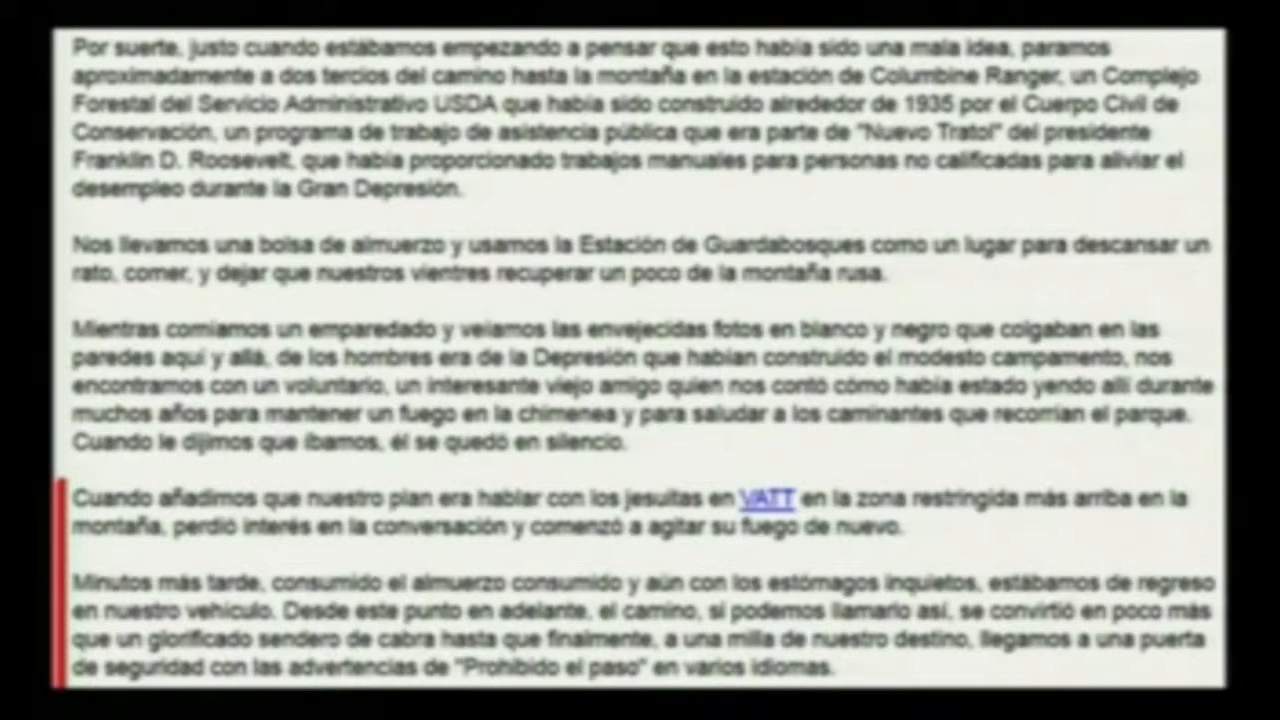 Por suerte, justo cuando estábamos empezando a pensar que esto había sido una mala idea, paramos
aproximadamente a dos tercios del camino hasta la montaña en la estación de Columbine Ranger, un Complejo
Forestal del Servicio Administrativo USDA que había sido construido alrededor de 1935 por el Cuerpo Civil de
Conservación, un programa de trabajo de asistencia pública que era parte de "Nuevo Tratol" del presidente
Franklin D. Roosevelt, que había proporcionado trabajos manuales para personas no calificadas para aliviar el
desempleo durante la Gran Depresión.
Nos llevamos una bolsa de almuerzo y usamos la Estación de Guardabosques como un lugar para descansar un
rato, comer, y dejar que nuestros vientres recuperar un poco de la montaña rusa.
Mientras comíamos un emparedado y veíamos las envejecidas fotos en blanco y negro que colgaban en las
paredes aquí y allá, de los hombres era de la Depresión que habían construido el modesto campamento, nos
encontramos con un voluntario, un interesante viejo amigo quien nos contó cómo había estado yendo allí durante
muchos años para mantener un fuego en la chimenea y para saludar a los caminantes que recorrían el parque.
Cuando le dijimos que íbamos, él se quedó en silencio.
Cuando añadimos que nuestro plan era hablar con los jesuitas en VATT en la zona restringida más arriba en la
montaña, perdió interés en la conversación y comenzó a agitar su fuego de nuevo.
Minutos más tarde, consumido el almuerzo consumido y aún con los estómagos inquietos, estábamos de regreso
en nuestro vehículo. Desde este punto en adelante, el camino, si podemos llamarlo así, se convirtió en poco más
que un glorificado sendero de cabra hasta que finalmente, a una milla de nuestro destino, llegamos a una puerta
de seguridad con las advertencias de "Prohibido el paso" en varios idiomas.